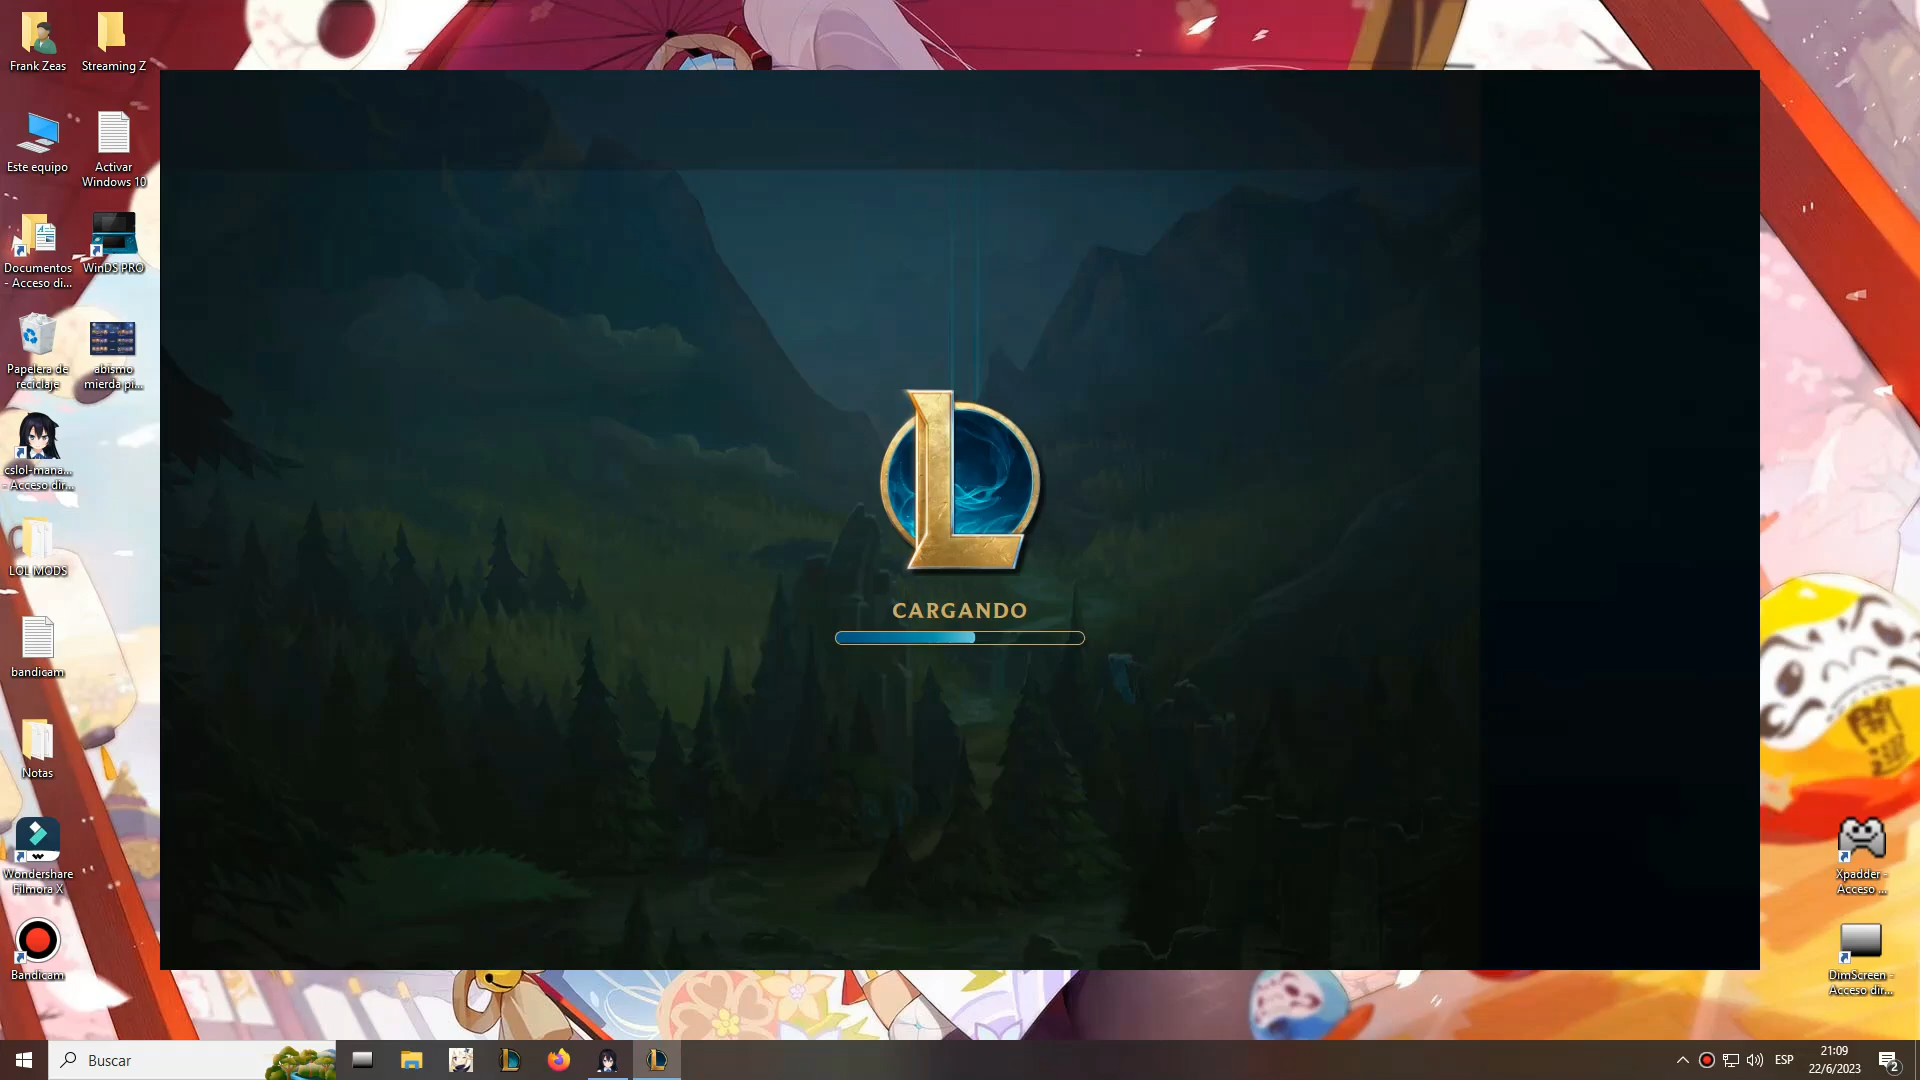 Frank Zeas
Streaming Z
Este equipo
Activar
Windows 10
Documentos
- Acceso di...
WinDS PRO
Papelera de
reciclaje
abismo
mierda pi...
cslol-mana...
- Acceso dir...
LOL MODS
bandicam
Notas
Wondershare
Filmora X
Bandicam
CARGANDO
Xpadder -
Acceso ...
DimScreen -
Acceso dir...
Buscar
ESP
21:09
22/6/2023
2